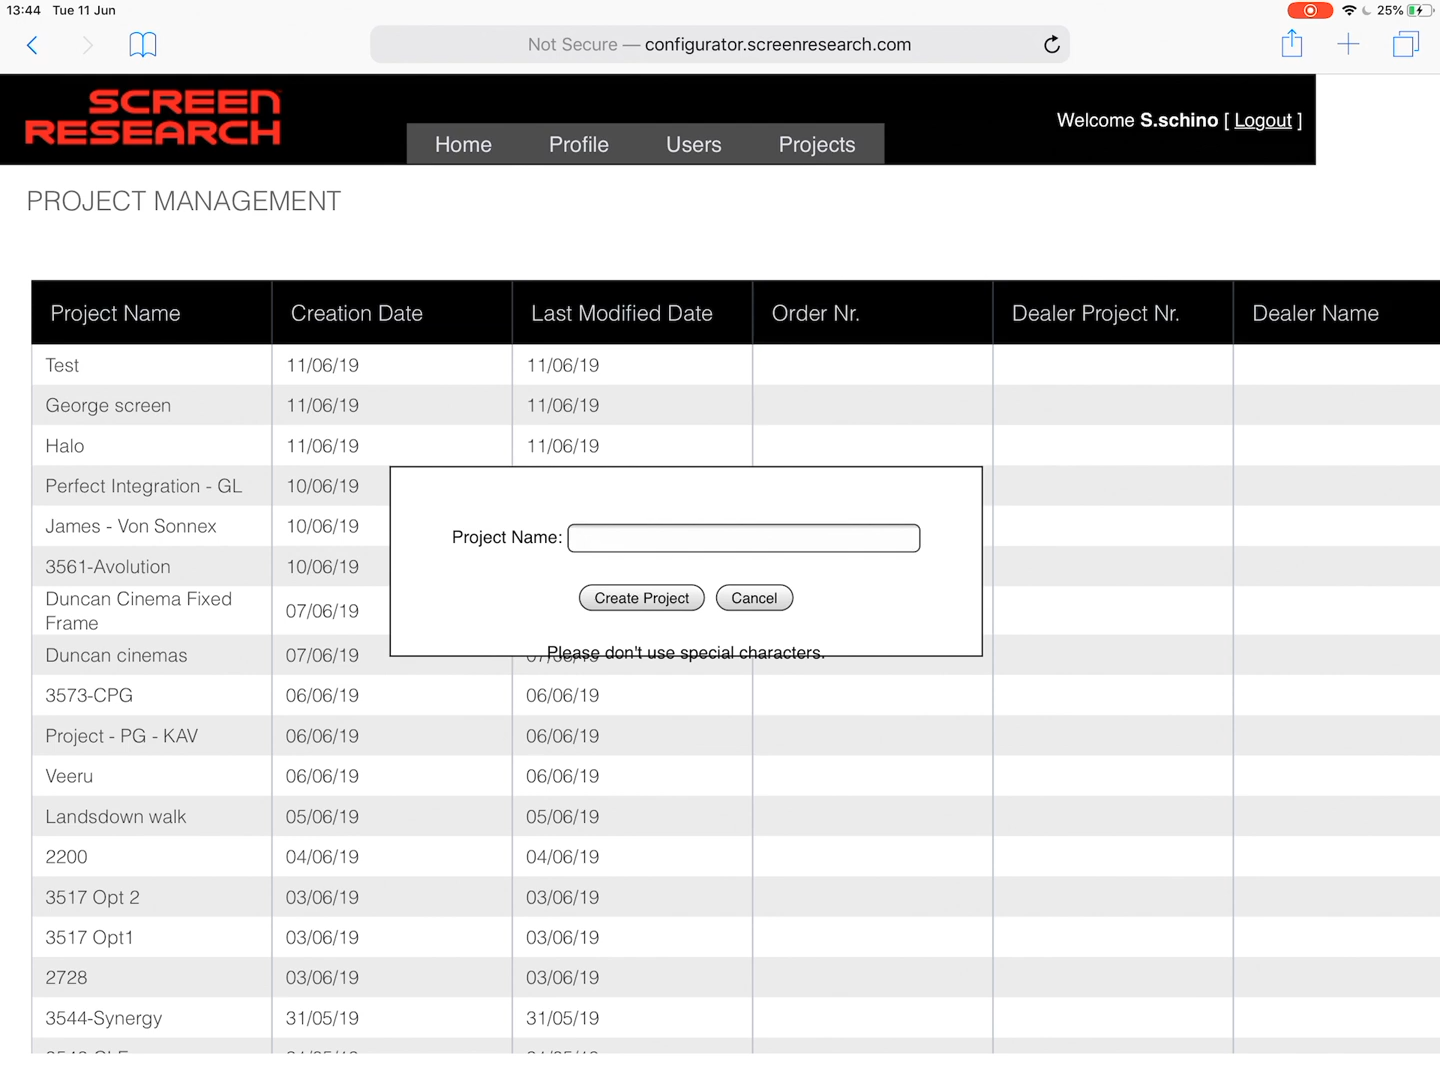 13:44 Tue 11 Jun
25%
Not Secure — configurator.screenresearch.com
SCREEN
RESEARCH
Home Profile Users Projects
Welcome S.schino [ Logout ]
PROJECT MANAGEMENT
Project Name Creation Date Last Modified Date Order Nr. Dealer Project Nr. Dealer Name
Test 11/06/19 11/06/19
George screen 11/06/19 11/06/19
Halo 11/06/19 11/06/19
Perfect Integration - GL 10/06/19
James - Von Sonnex 10/06/19
Project Name:
3561-Avolution 10/06/19
Duncan Cinema Fixed
Frame 07/06/19
Create Project Cancel
Duncan cinemas 07/06/19
Please don't use special characters.
3573-CPG 06/06/19 06/06/19
Project - PG - KAV 06/06/19 06/06/19
Veeru 06/06/19 06/06/19
Landsdown walk 05/06/19 05/06/19
2200 04/06/19 04/06/19
3517 Opt 2 03/06/19 03/06/19
3517 Opt1 03/06/19 03/06/19
2728 03/06/19 03/06/19
3544-Synergy 31/05/19 31/05/19